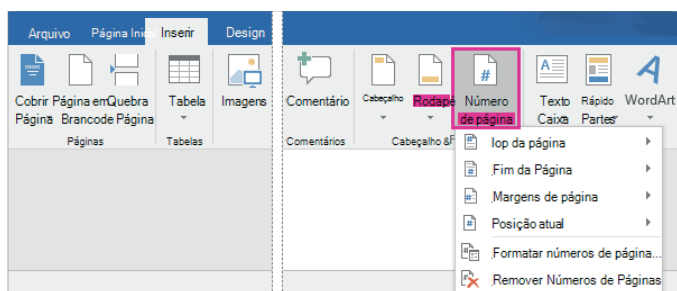 Arquivo Página Inic Inserir Design
Cobrir Página em Quebra Tabela Imagens Comentário Cabeçalho Rodapé Número Texto Rápido WordArt
Página Branco de Página de página Caixa Partes
Páginas Tabelas Comentários Cabeçalho &F
Iop da página
Fim da Página
Margens de página
Posição atual
Formatar números de página...
Remover Números de Páginas